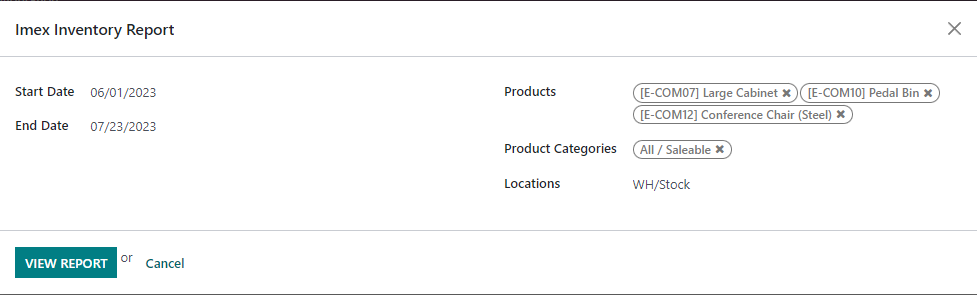 Imex Inventory Report
Start Date 06/01/2023
End Date 07/23/2023
Products [E-COM07] Large Cabinet ✖ [E-COM10] Pedal Bin ✖
[E-COM12] Conference Chair (Steel) ✖
Product Categories All / Saleable ✖
Locations WH/Stock
VIEW REPORT or Cancel